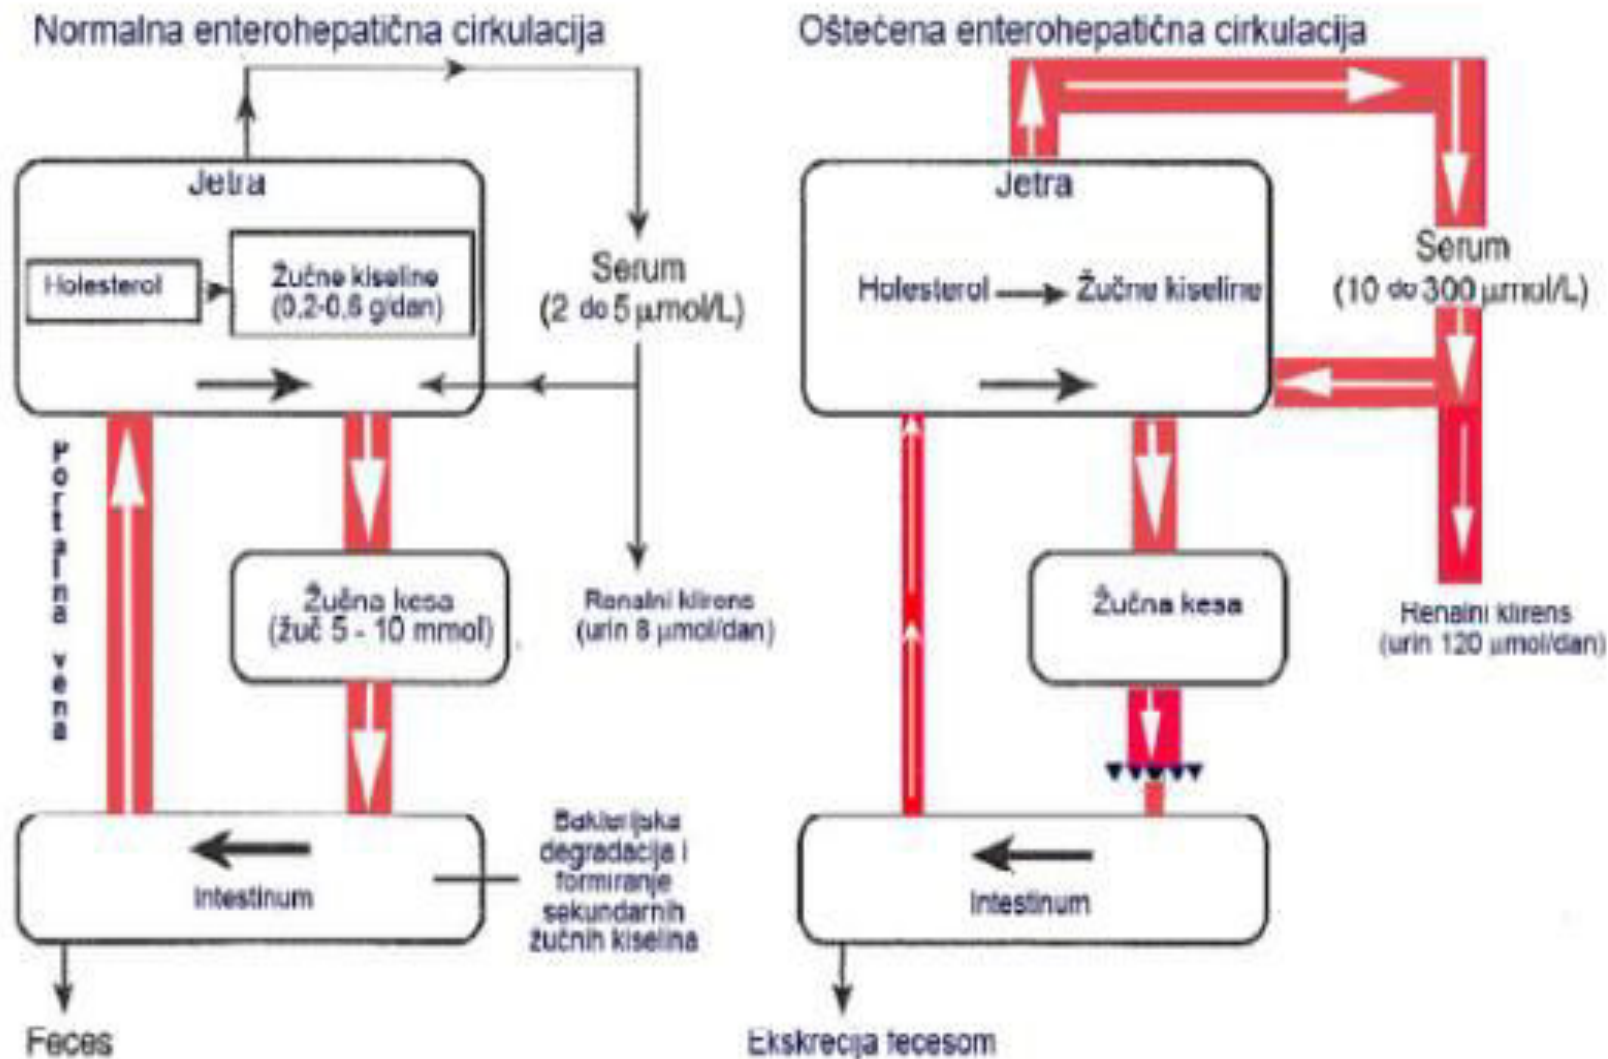 Normalna enterohepatična cirkulacija
Jetra
Holesterol
Žučne kiseline
(0,2-0,6 g/dan)
Serum
(2 do 5 µmol/L)
Portalna vena
Žučna kesa
(žuč 5 - 10 mmol)
Renalni klirens
(urin 8 µmol/dan)
Intestinum
Bakterijska
degradacija i
formiranje
sekundarnih
žučnih kiselina
Feces
Oštećena enterohepatična cirkulacija
Jetra
Holesterol
Žučne kiseline
Serum
(10 do 300 µmol/L)
Žučna kesa
Renalni klirens
(urin 120 µmol/dan)
Intestinum
Ekskrecija fecesom